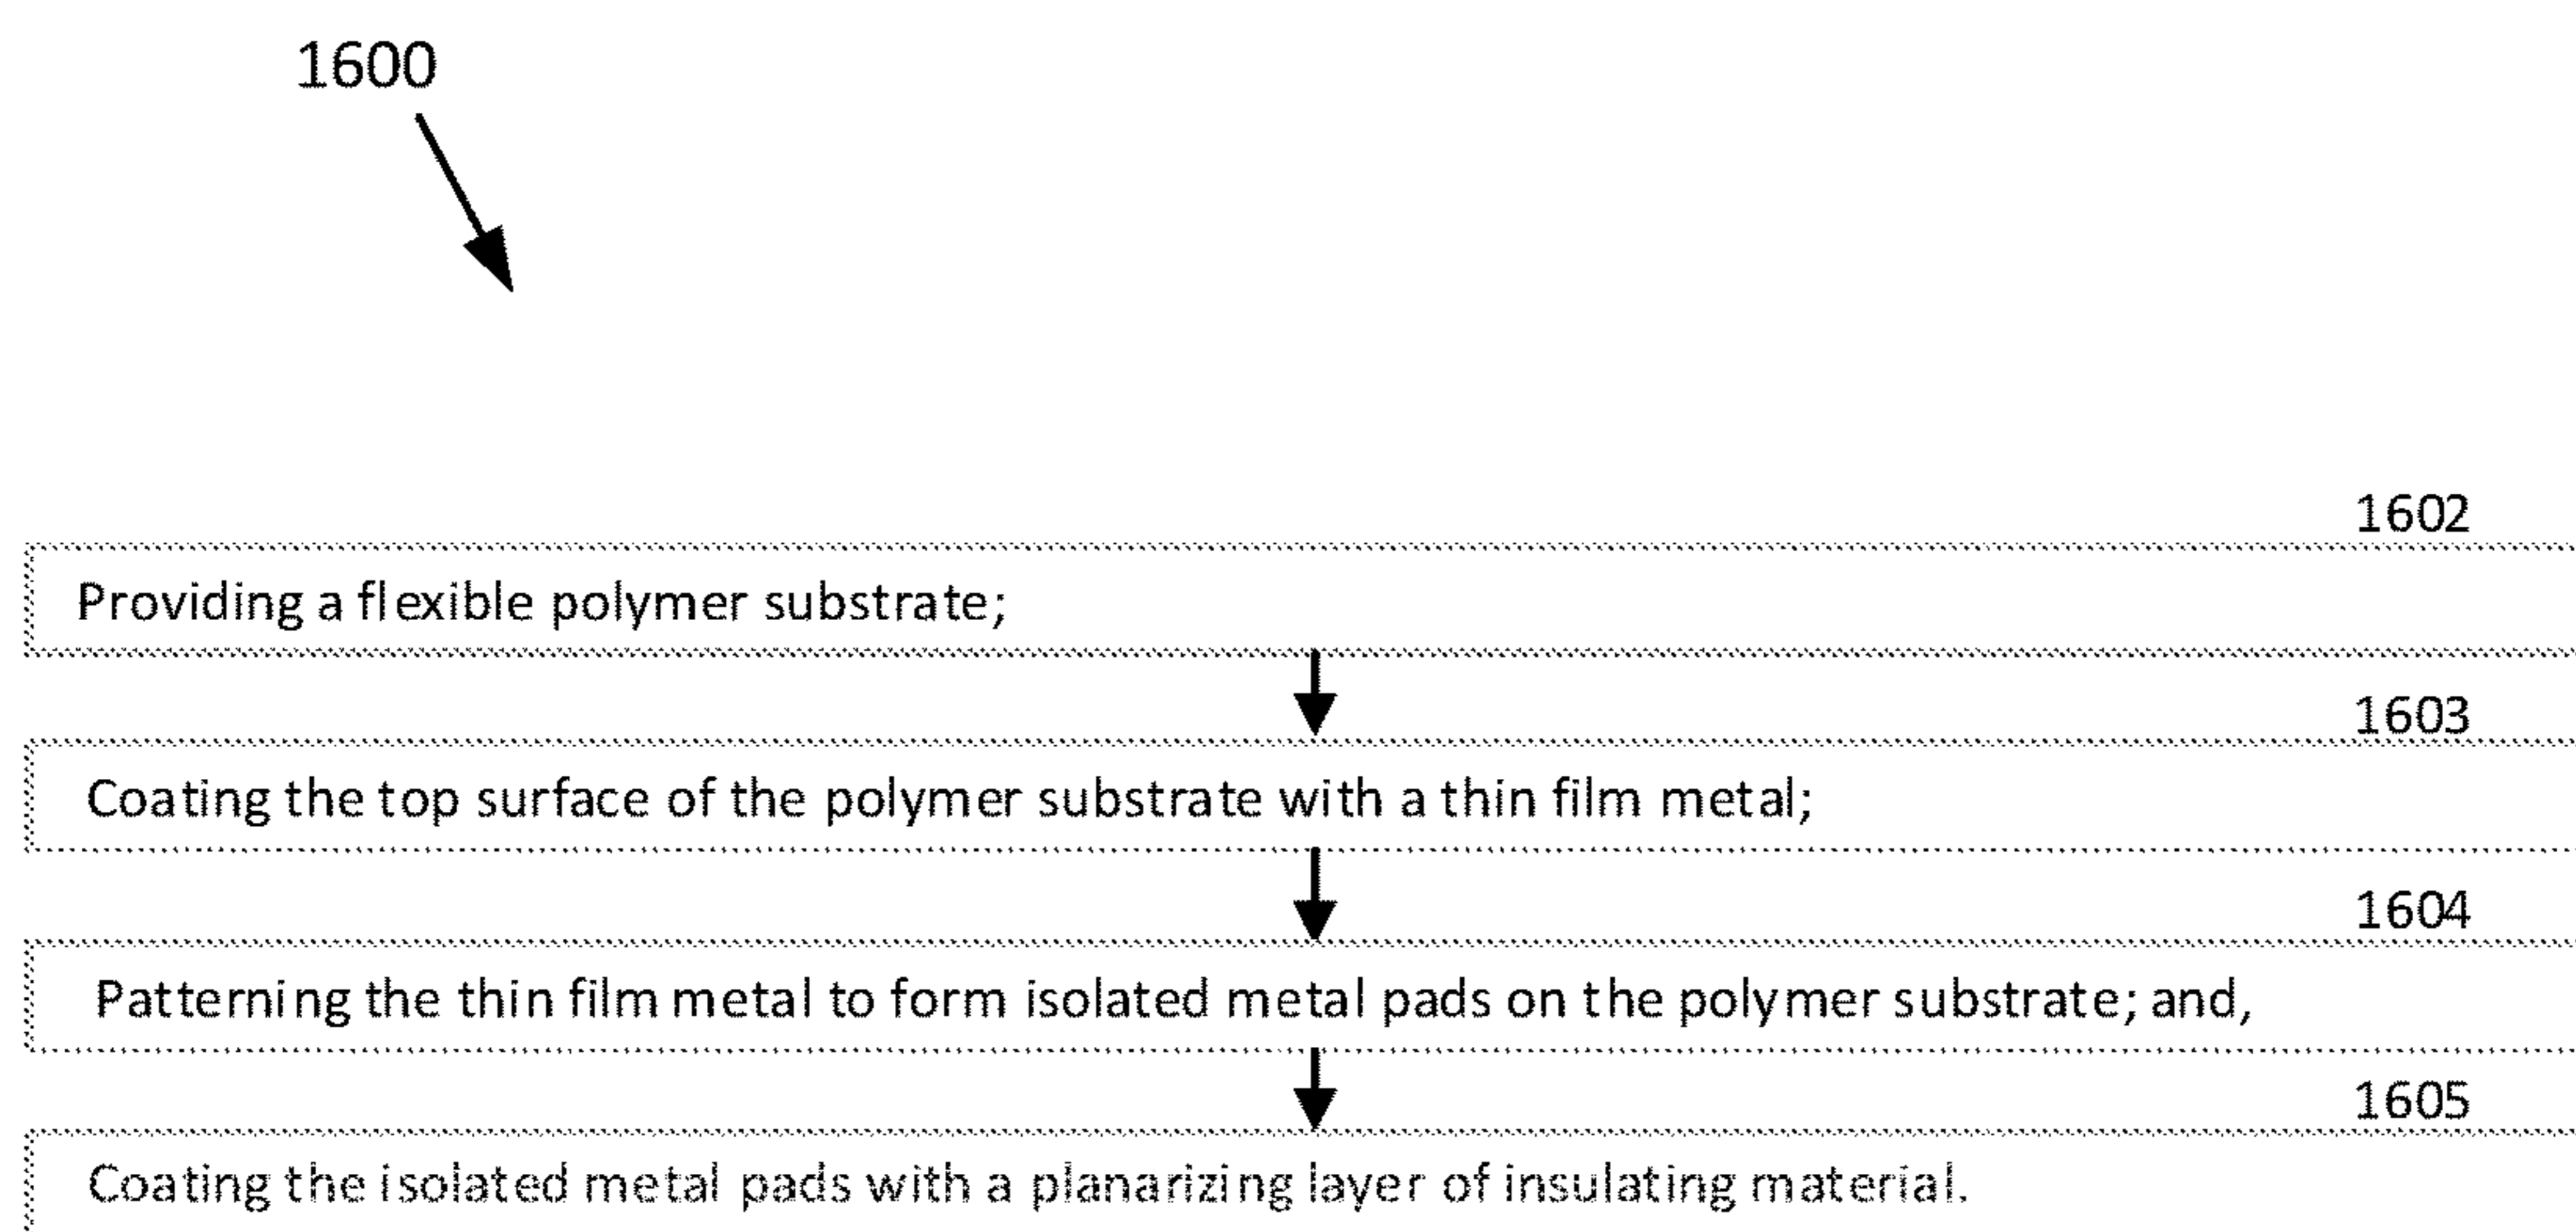 1600
1602
Providing a flexible polymer substrate;
1603
Coating the top surface of the polymer substrate with a thin film metal;
1604
Patterning the thin film metal to form isolated metal pads on the polymer substrate; and,
1605
Coating the isolated metal pads with a planarizing layer of insulating material.